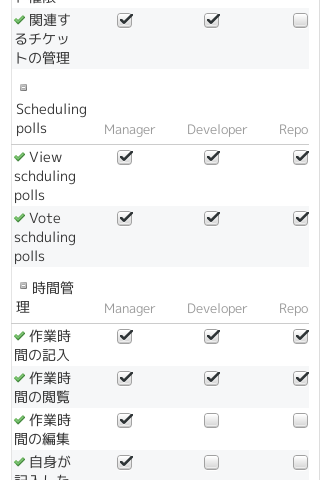 関連す
るチケッ
トの管理
Scheduling
polls
Manager Developer Repo
View
schduling
polls
Vote
schduling
polls
時間管
理
Manager Developer Repo
作業時
間の記入
作業時
間の閲覧
作業時
間の編集
自身が